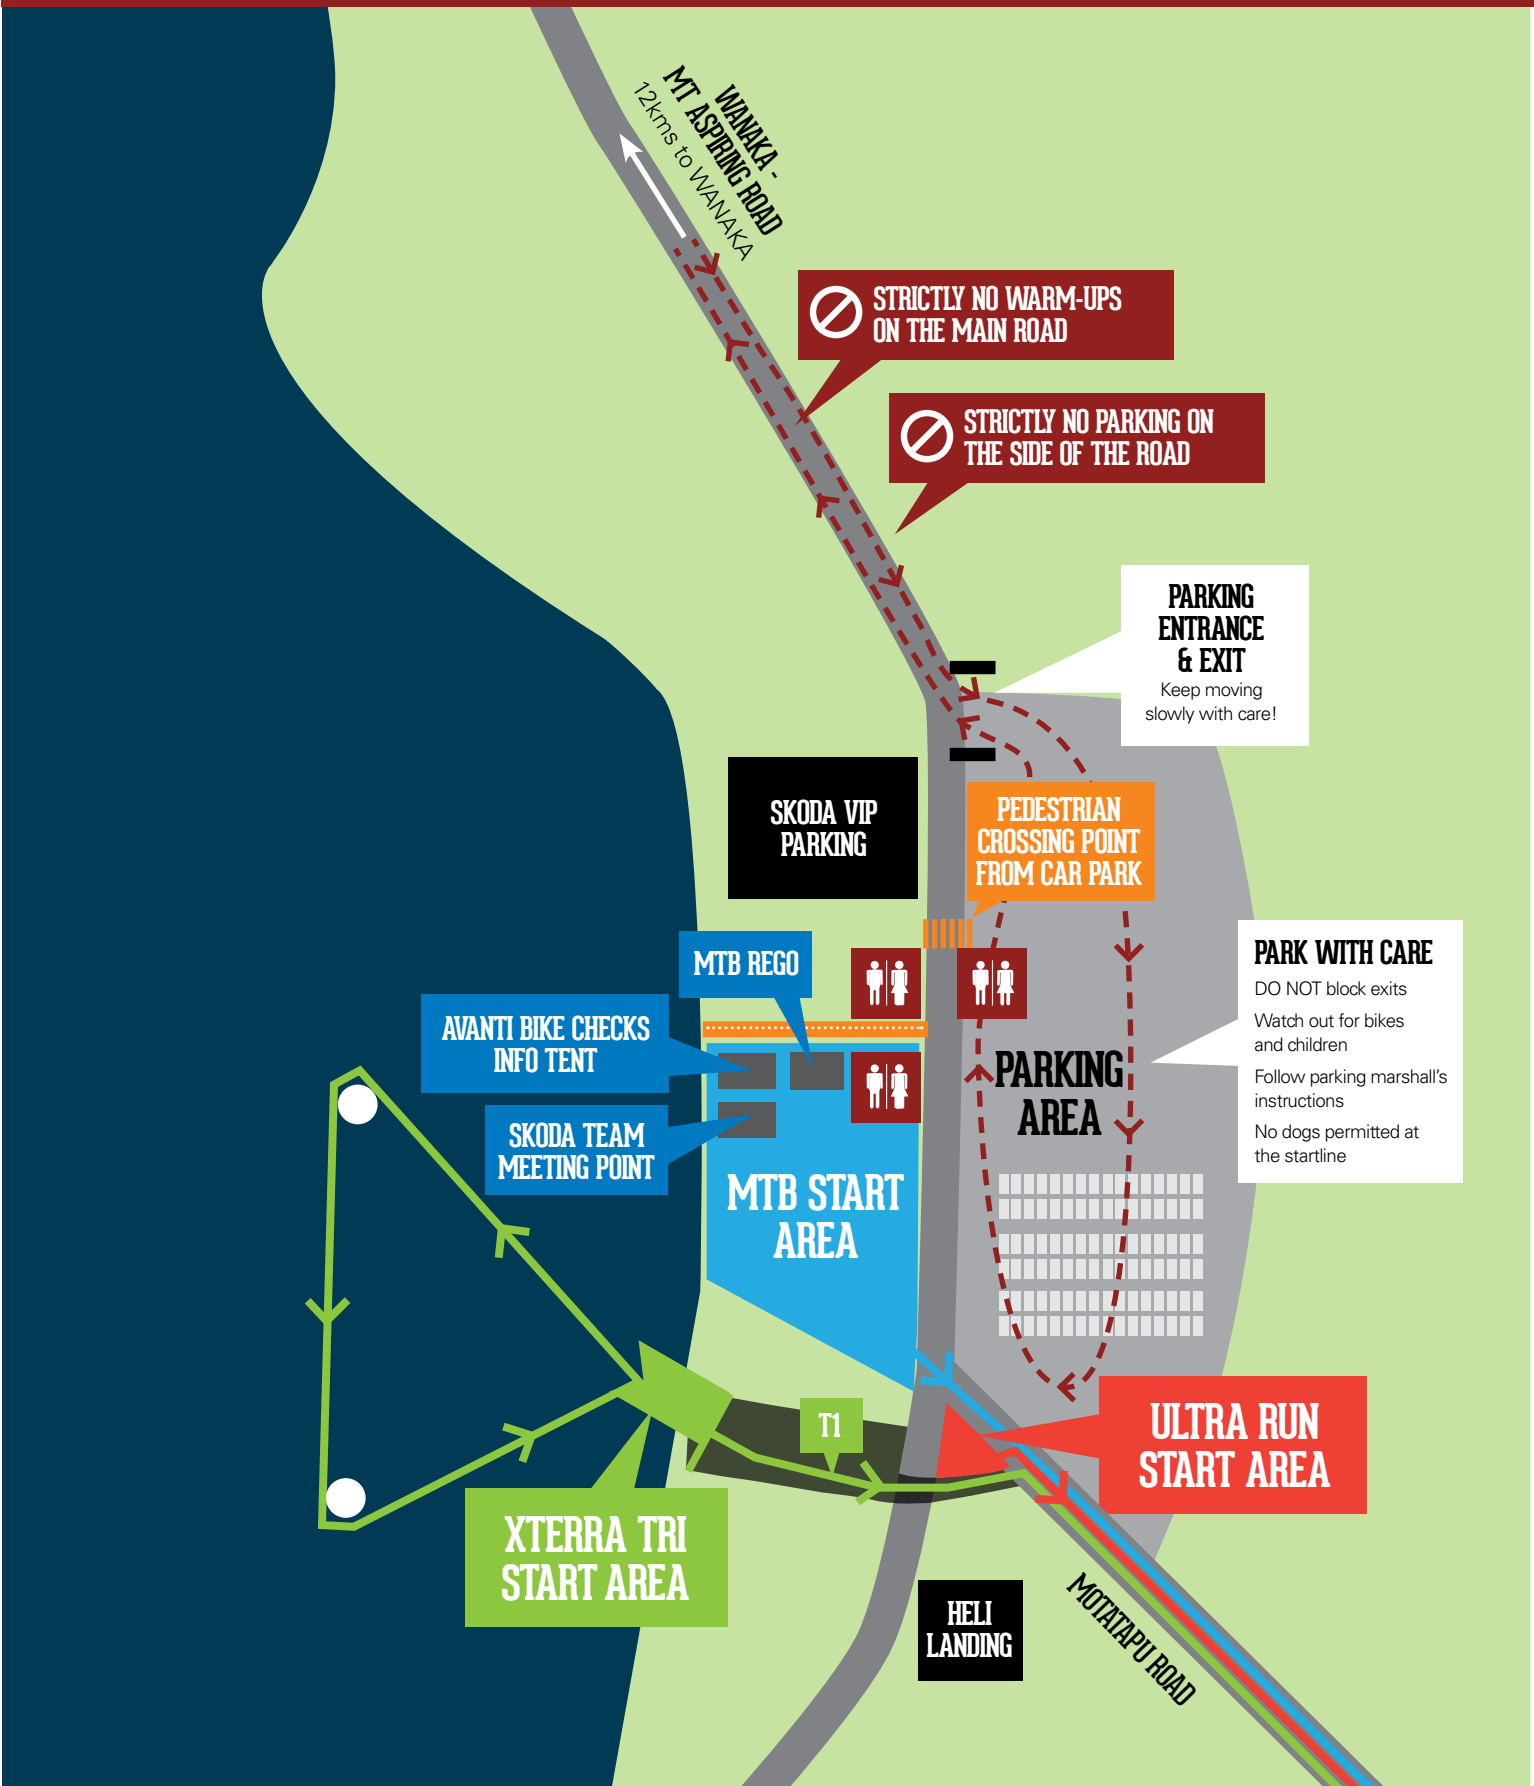 WANAKA -
MT ASPIRING ROAD
12kms to WANAKA
STRICTLY NO WARM-UPS
ON THE MAIN ROAD
STRICTLY NO PARKING ON
THE SIDE OF THE ROAD
PARKING
ENTRANCE
& EXIT
Keep moving
slowly with care!
SKODA VIP
PARKING
PEDESTRIAN
CROSSING POINT
FROM CAR PARK
MTB REGO
AVANTI BIKE CHECKS
INFO TENT
SKODA TEAM
MEETING POINT
MTB START
AREA
PARKING
AREA
PARK WITH CARE
DO NOT block exits
Watch out for bikes
and children
Follow parking marshall's
instructions
No dogs permitted at
the startline
T1
ULTRA RUN
START AREA
XTERRA TRI
START AREA
HELI
LANDING
MOTATAPU ROAD